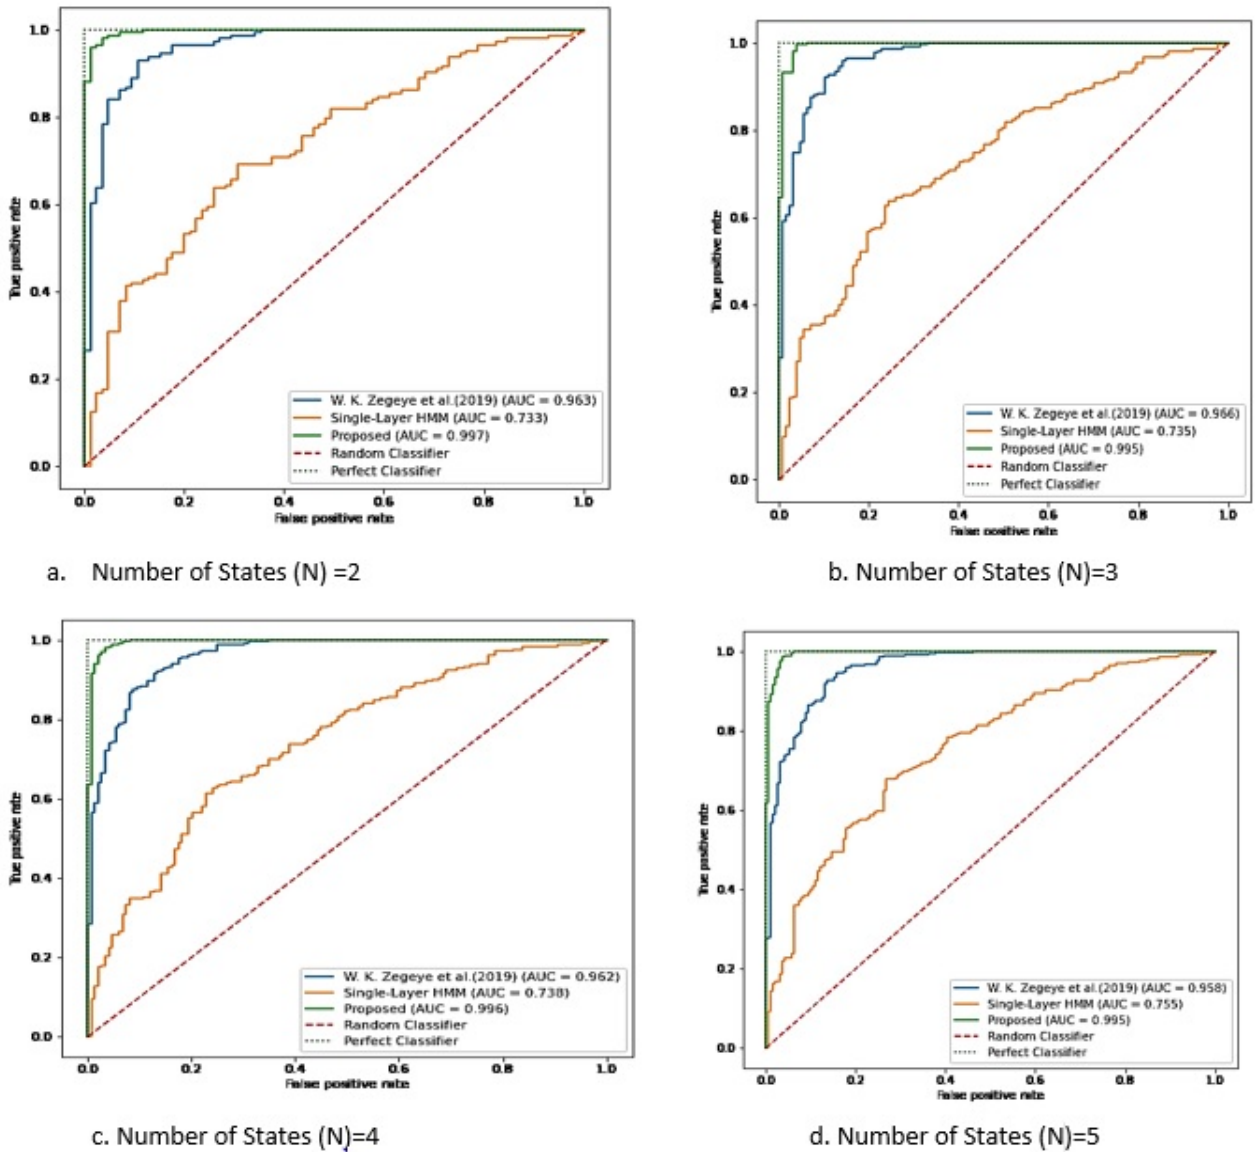 1.0
0.8
0.6
0.4
0.2
0.0
True positive rate
W. K. Zegeye et al.(2019) (AUC = 0.963)
Single-Layer HMM (AUC = 0.733)
Proposed (AUC = 0.997)
Random Classifier
Perfect Classifier
0.0 0.2 0.4 0.6 0.8 1.0
False positive rate
a. Number of States (N) =2
1.0
0.8
0.6
0.4
0.2
0.0
True positive rate
W. K. Zegeye et al.(2019) (AUC = 0.966)
Single-Layer HMM (AUC = 0.735)
Proposed (AUC = 0.995)
Random Classifier
Perfect Classifier
0.0 0.2 0.4 0.6 0.8 1.0
False positive rate
b. Number of States (N)=3
1.0
0.8
0.6
0.4
0.2
0.0
True positive rate
W. K. Zegeye et al.(2019) (AUC = 0.962)
Single-Layer HMM (AUC = 0.738)
Proposed (AUC = 0.996)
Random Classifier
Perfect Classifier
0.0 0.2 0.4 0.6 0.8 1.0
False positive rate
c. Number of States (N)=4
1.0
0.8
0.6
0.4
0.2
0.0
True positive rate
W. K. Zegeye et al.(2019) (AUC = 0.958)
Single-Layer HMM (AUC = 0.755)
Proposed (AUC = 0.995)
Random Classifier
Perfect Classifier
0.0 0.2 0.4 0.6 0.8 1.0
False positive rate
d. Number of States (N)=5